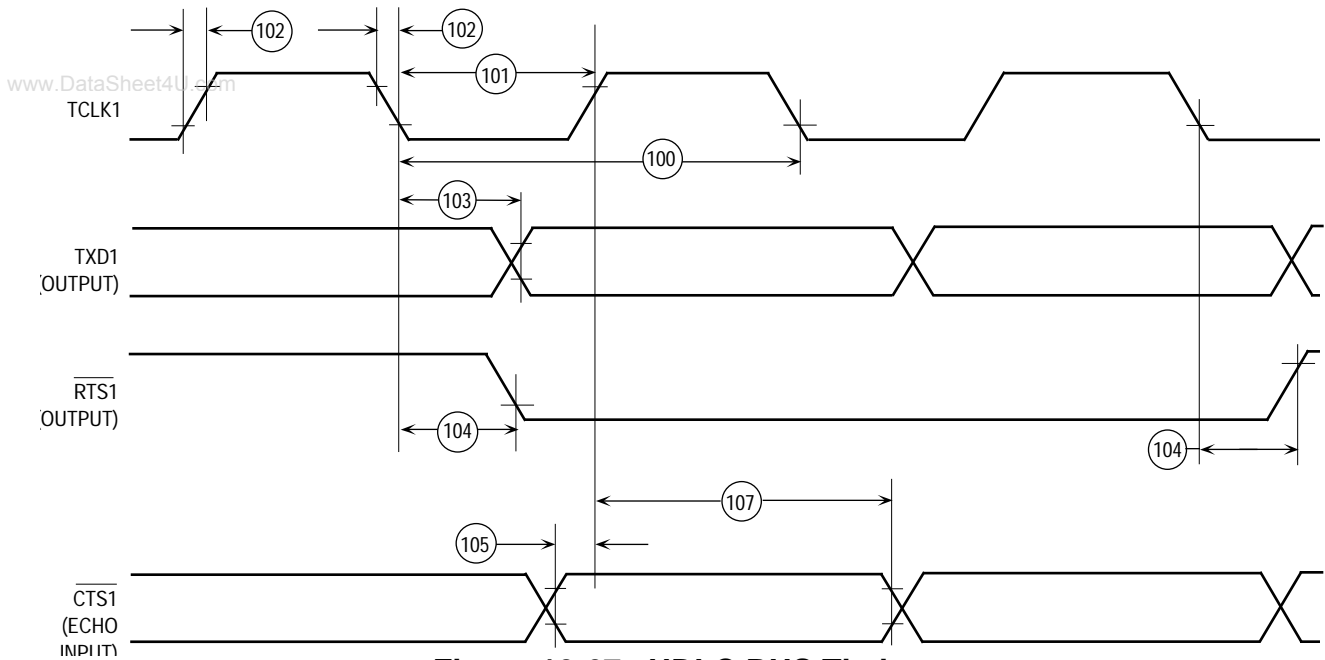 102
102
101
www.DataSheet4U.com
TCLK1
100
103
TXD1
(OUTPUT)
RTS1
(OUTPUT)
104
104
107
105
CTS1
(ECHO
INPUT)